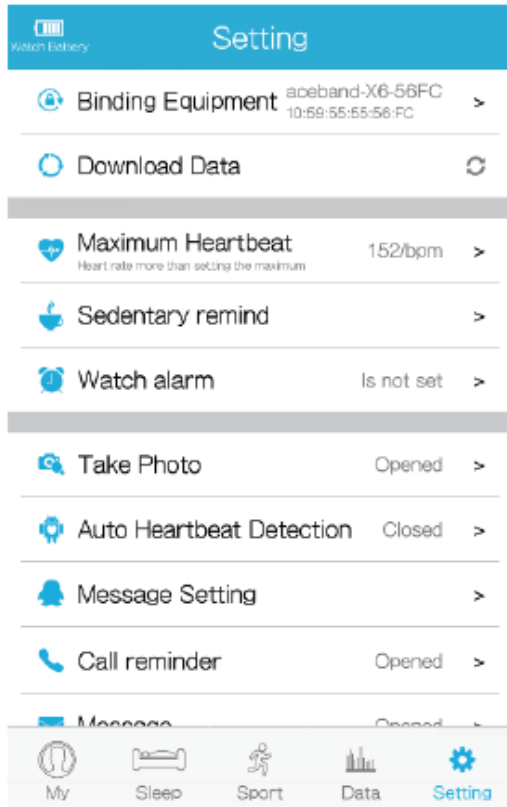 Watch Battery
Setting
Binding Equipment aceband-X6-56FC
10:59:55:55:56:FC
Download Data
Maximum Heartbeat 152/bpm >
Heart rate more than setting the maximum
Sedentary remind >
Watch alarm Is not set >
Take Photo Opened >
Auto Heartbeat Detection Closed >
Message Setting >
Call reminder Opened >
Message Opened >
My Sleep Sport Data Setting